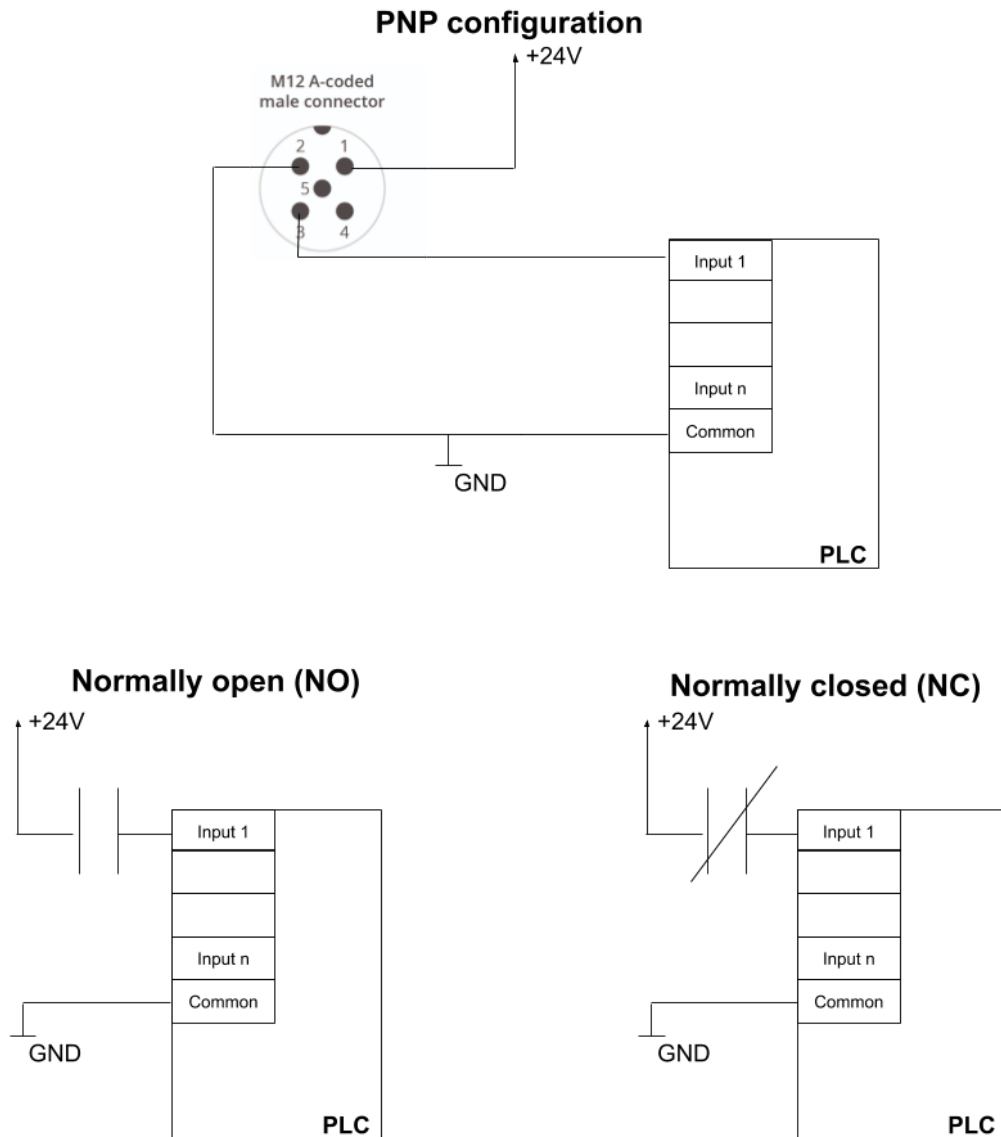 PNP configuration
+24V
M12 A-coded
male connector
2 1
5
3 4
Input 1
Input n
Common
GND
PLC
Normally open (NO)
Normally closed (NC)
+24V
+24V
Input 1
Input 1
Input n
Input n
Common
Common
GND
GND
PLC
PLC